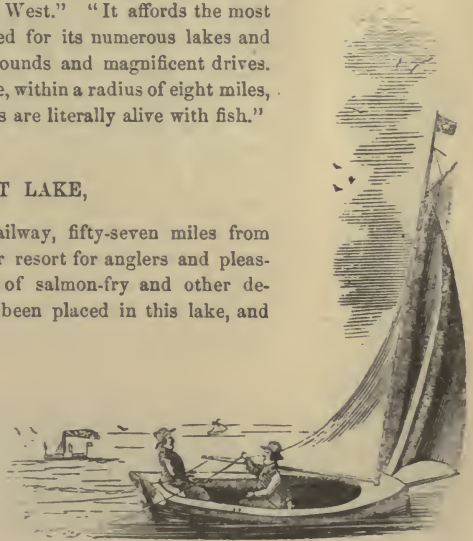 West.” “It affords the most
ed for its numerous lakes and
ounds and magnificent drives.
e, within a radius of eight miles,
s are literally alive with fish.”
T LAKE,
ailway, fifty-seven miles from
r resort for anglers and pleas-
of salmon-fry and other de-
been placed in this lake, and